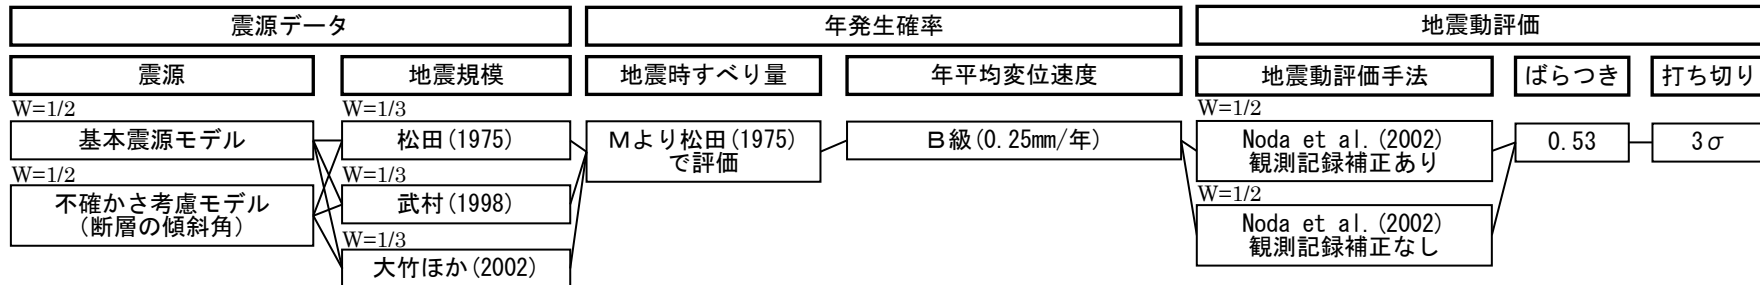 震源データ
年発生確率
地震動評価
震源
地震規模
地震時すべり量
年平均変位速度
地震動評価手法
ばらつき
打ち切り
W=1/2
基本震源モデル
W=1/2
不確かさ考慮モデル
(断層の傾斜角)
W=1/3
松田(1975)
W=1/3
武村(1998)
W=1/3
大竹ほか(2002)
Mより松田(1975)
で評価
B級(0.25mm/年)
W=1/2
Noda et al.(2002)
観測記録補正あり
W=1/2
Noda et al.(2002)
観測記録補正なし
0.53
3σ